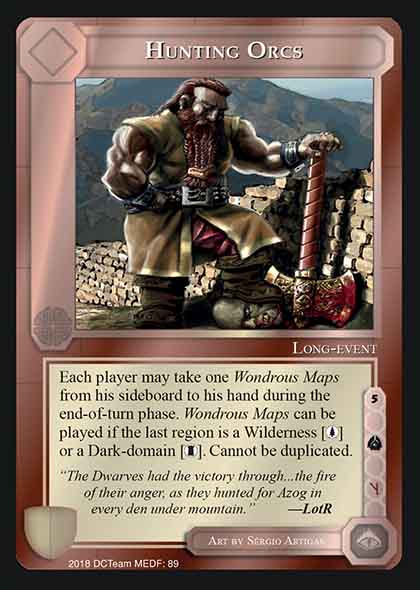 Hunting Orcs
Long-event
Each player may take one Wondrous Maps
from his sideboard to his hand during the
end-of-turn phase. Wondrous Maps can be
played if the last region is a Wilderness []
or a Dark-domain []. Cannot be duplicated.
5
“The Dwarves had the victory through...the fire
of their anger, as they hunted for Azog in
every den under mountain.” —LotR
Art by Sérgio Artigas
2018 DCTeam MEDF: 89